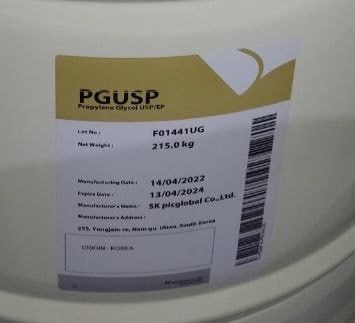 PGUSP
Propylene Glycol USP/EP
Lot No : F01441UG
Net Weight : 215.0 kg
Manufacturing Date : 14/04/2022
Expire Date : 13/04/2024
Manufacturer's Name : SK picglobal Co.,Ltd.
Manufacturer's Address :
255, Yongjam-ro, Nam-gu, Ulsan, South Korea
ORIGIN : KOREA